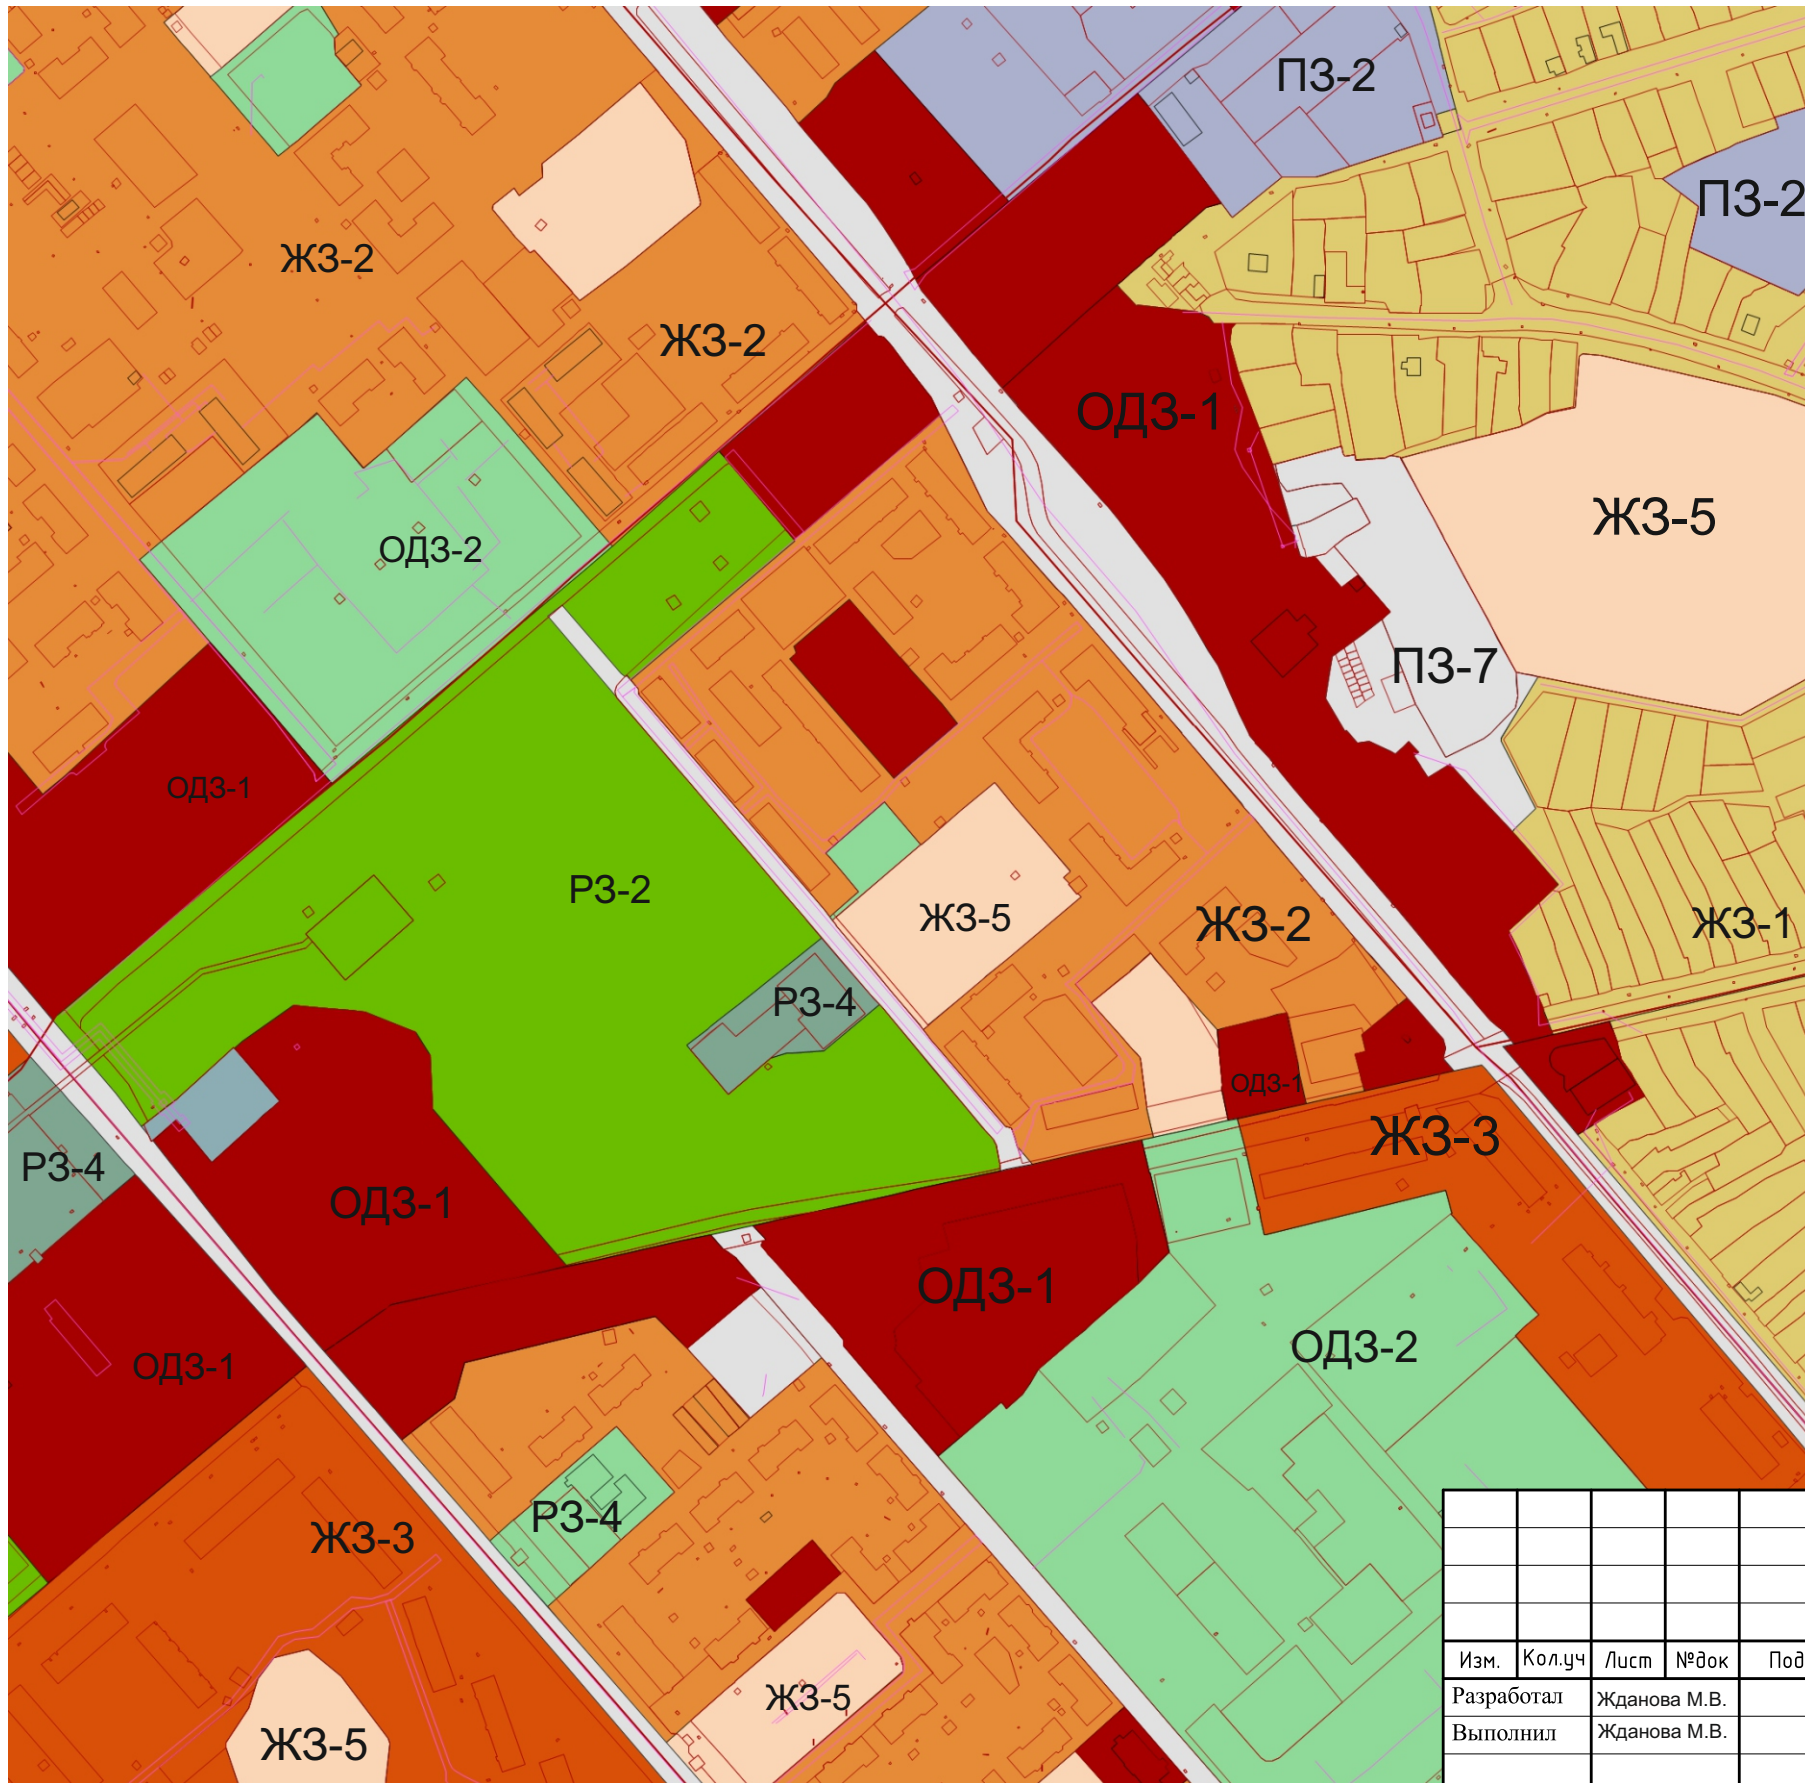 ПЗ-2
ПЗ-2
ЖЗ-2
ЖЗ-2
ОДЗ-1
ЖЗ-5
ОДЗ-2
ПЗ-7
ОДЗ-1
РЗ-2
ЖЗ-5
ЖЗ-2
ЖЗ-1
РЗ-4
ОДЗ-1
ЖЗ-3
РЗ-4
ОДЗ-1
ОДЗ-1
ОДЗ-2
ОДЗ-1
РЗ-4
ЖЗ-3
ЖЗ-5
ЖЗ-5
Изм. Кол.уч Лист №док Под
Разработал Жданова М.В.
Выполнил Жданова М.В.